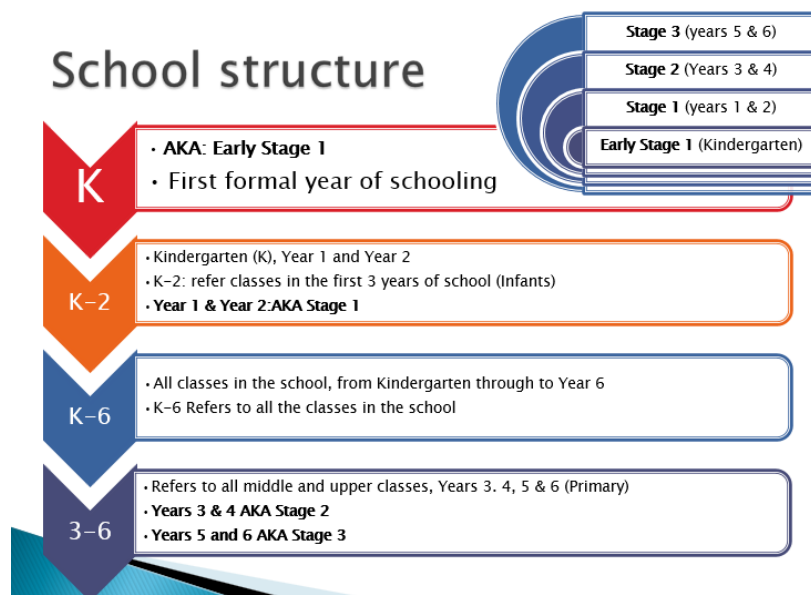 School structure
Stage 3 (years 5 & 6)
Stage 2 (Years 3 & 4)
Stage 1 (years 1 & 2)
Early Stage 1 (Kindergarten)
K
• AKA: Early Stage 1
• First formal year of schooling
K-2
• Kindergarten (K), Year 1 and Year 2
• K-2: refer classes in the first 3 years of school (Infants)
• Year 1 & Year 2:AKA Stage 1
K-6
• All classes in the school, from Kindergarten through to Year 6
• K-6 Refers to all the classes in the school
3-6
• Refers to all middle and upper classes, Years 3. 4, 5 & 6 (Primary)
• Years 3 & 4 AKA Stage 2
• Years 5 and 6 AKA Stage 3